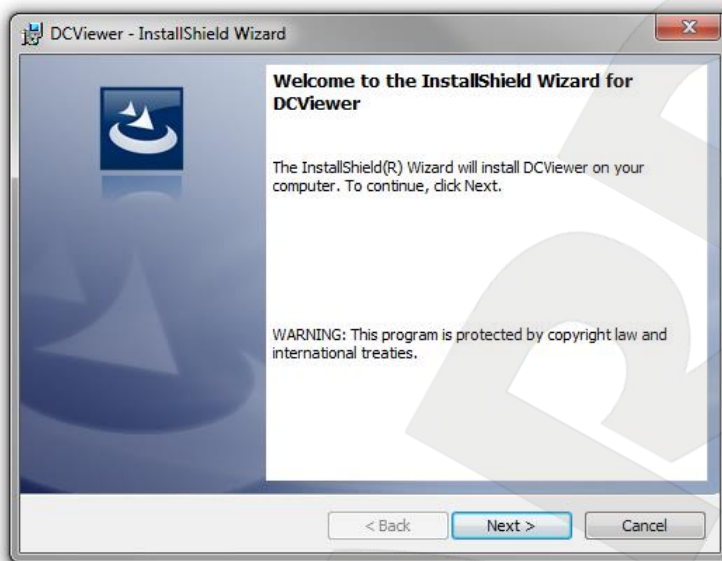 DCViewer - InstallShield Wizard
Welcome to the InstallShield Wizard for
DCViewer
The InstallShield(R) Wizard will install DCViewer on your
computer. To continue, click Next.
WARNING: This program is protected by copyright law and
international treaties.
< Back
Next >
Cancel